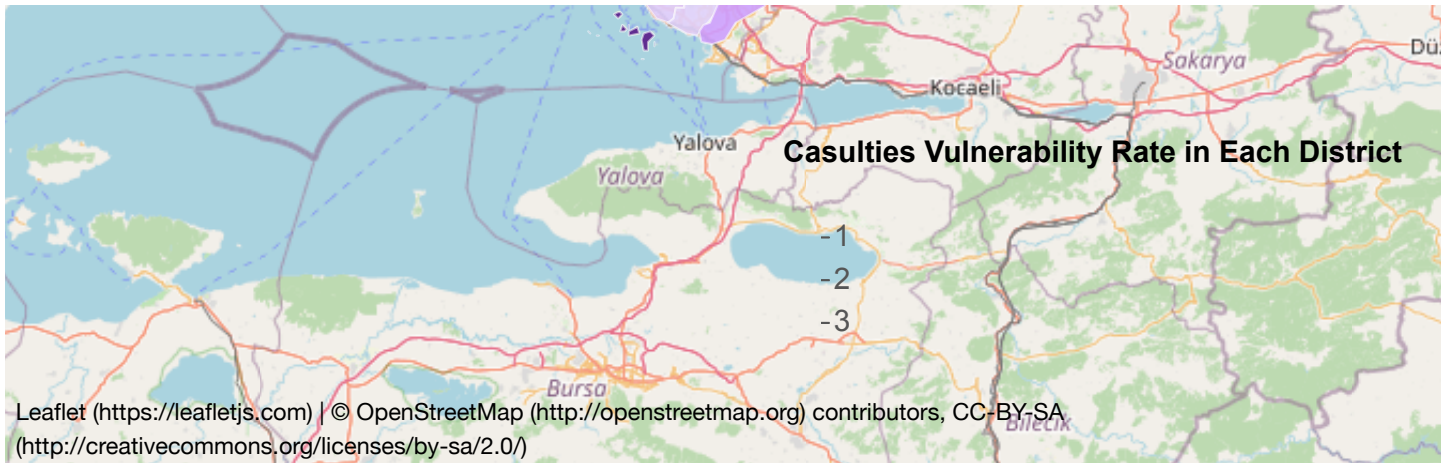 Sakarya
Dü
Kocaeli
Yalova
Casulties Vulnerability Rate in Each District
Yalova
-1
-2
-3
Bursa
Leaflet (https://leafletjs.com) | © OpenStreetMap (http://openstreetmap.org) contributors, CC-BY-SA
Bilecik
(http://creativecommons.org/licenses/by-sa/2.0/)